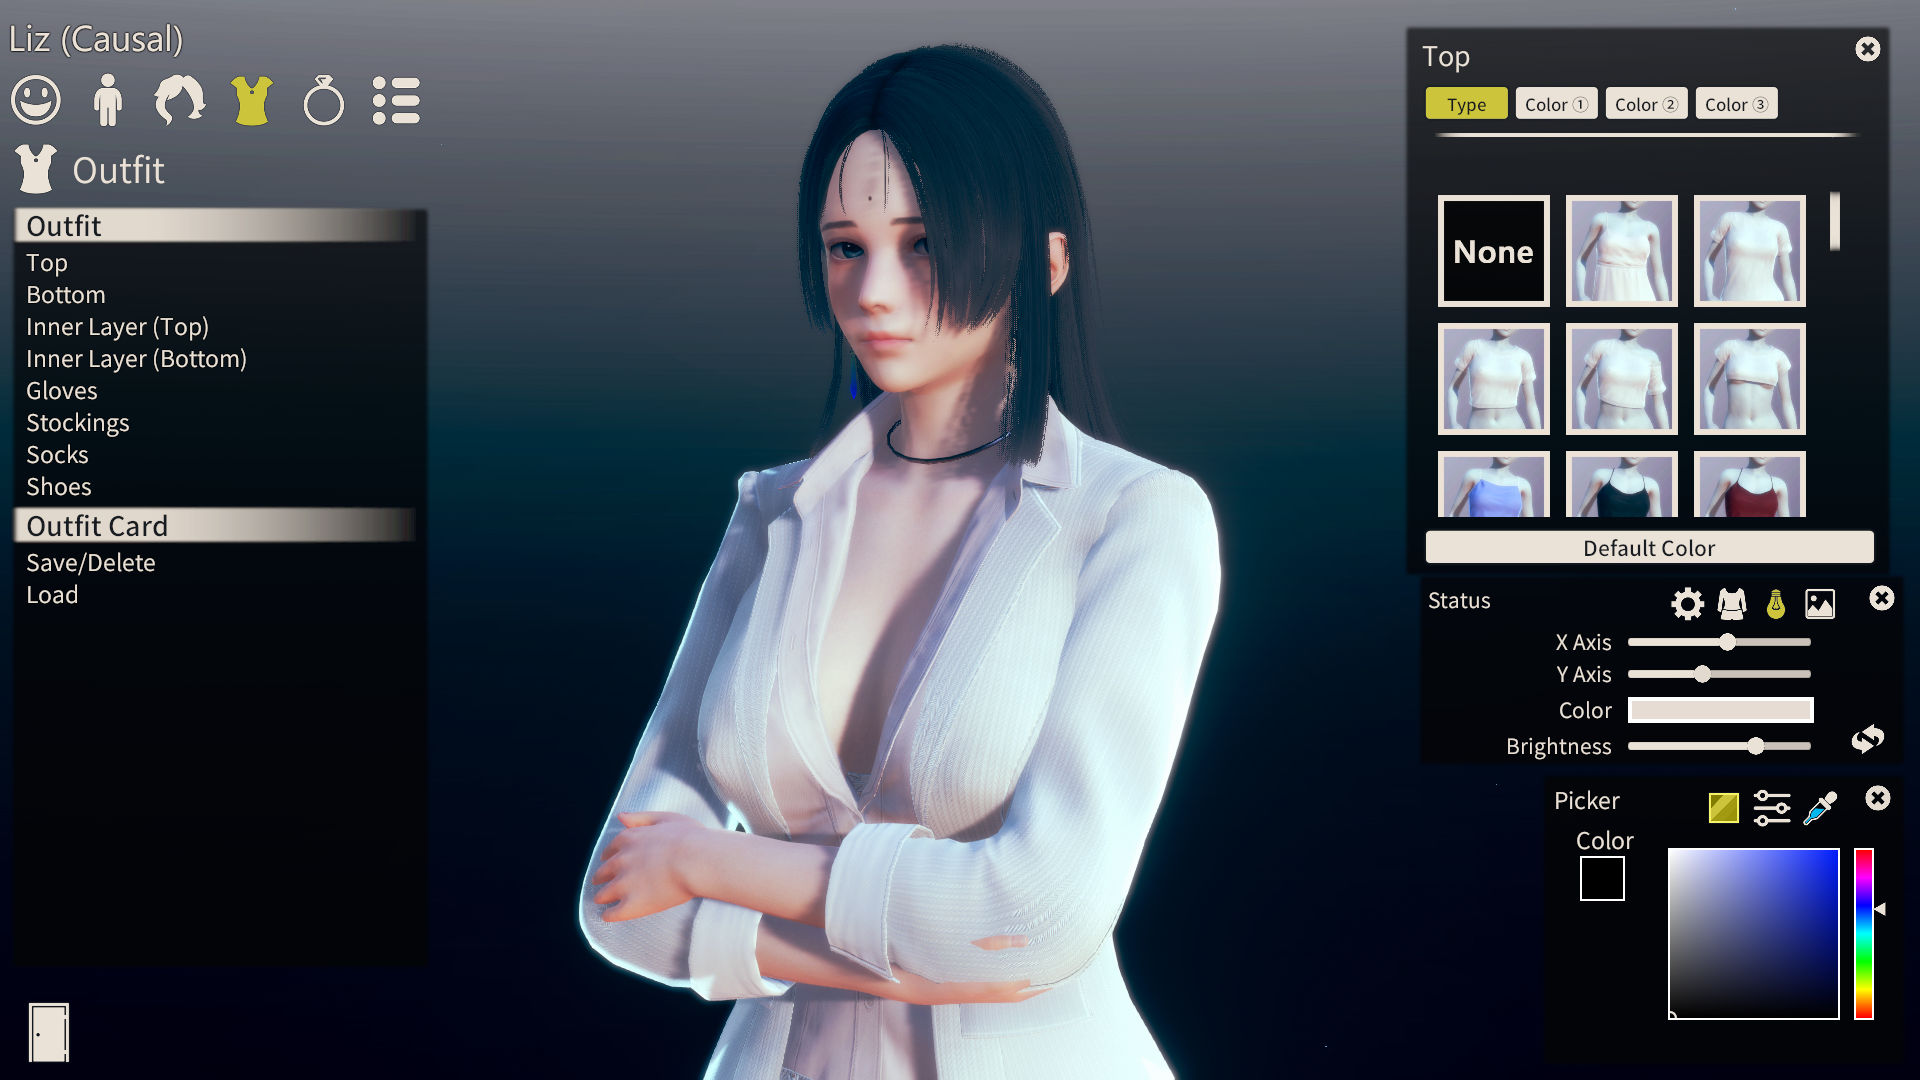 Liz (Causal)
Outfit
Outfit
Top
Bottom
Inner Layer (Top)
Inner Layer (Bottom)
Gloves
Stockings
Socks
Shoes
Outfit Card
Save/Delete
Load
Top
Type
Color ①
Color ②
Color ③
None
Default Color
Status
X Axis
Y Axis
Color
Brightness
Picker
Color